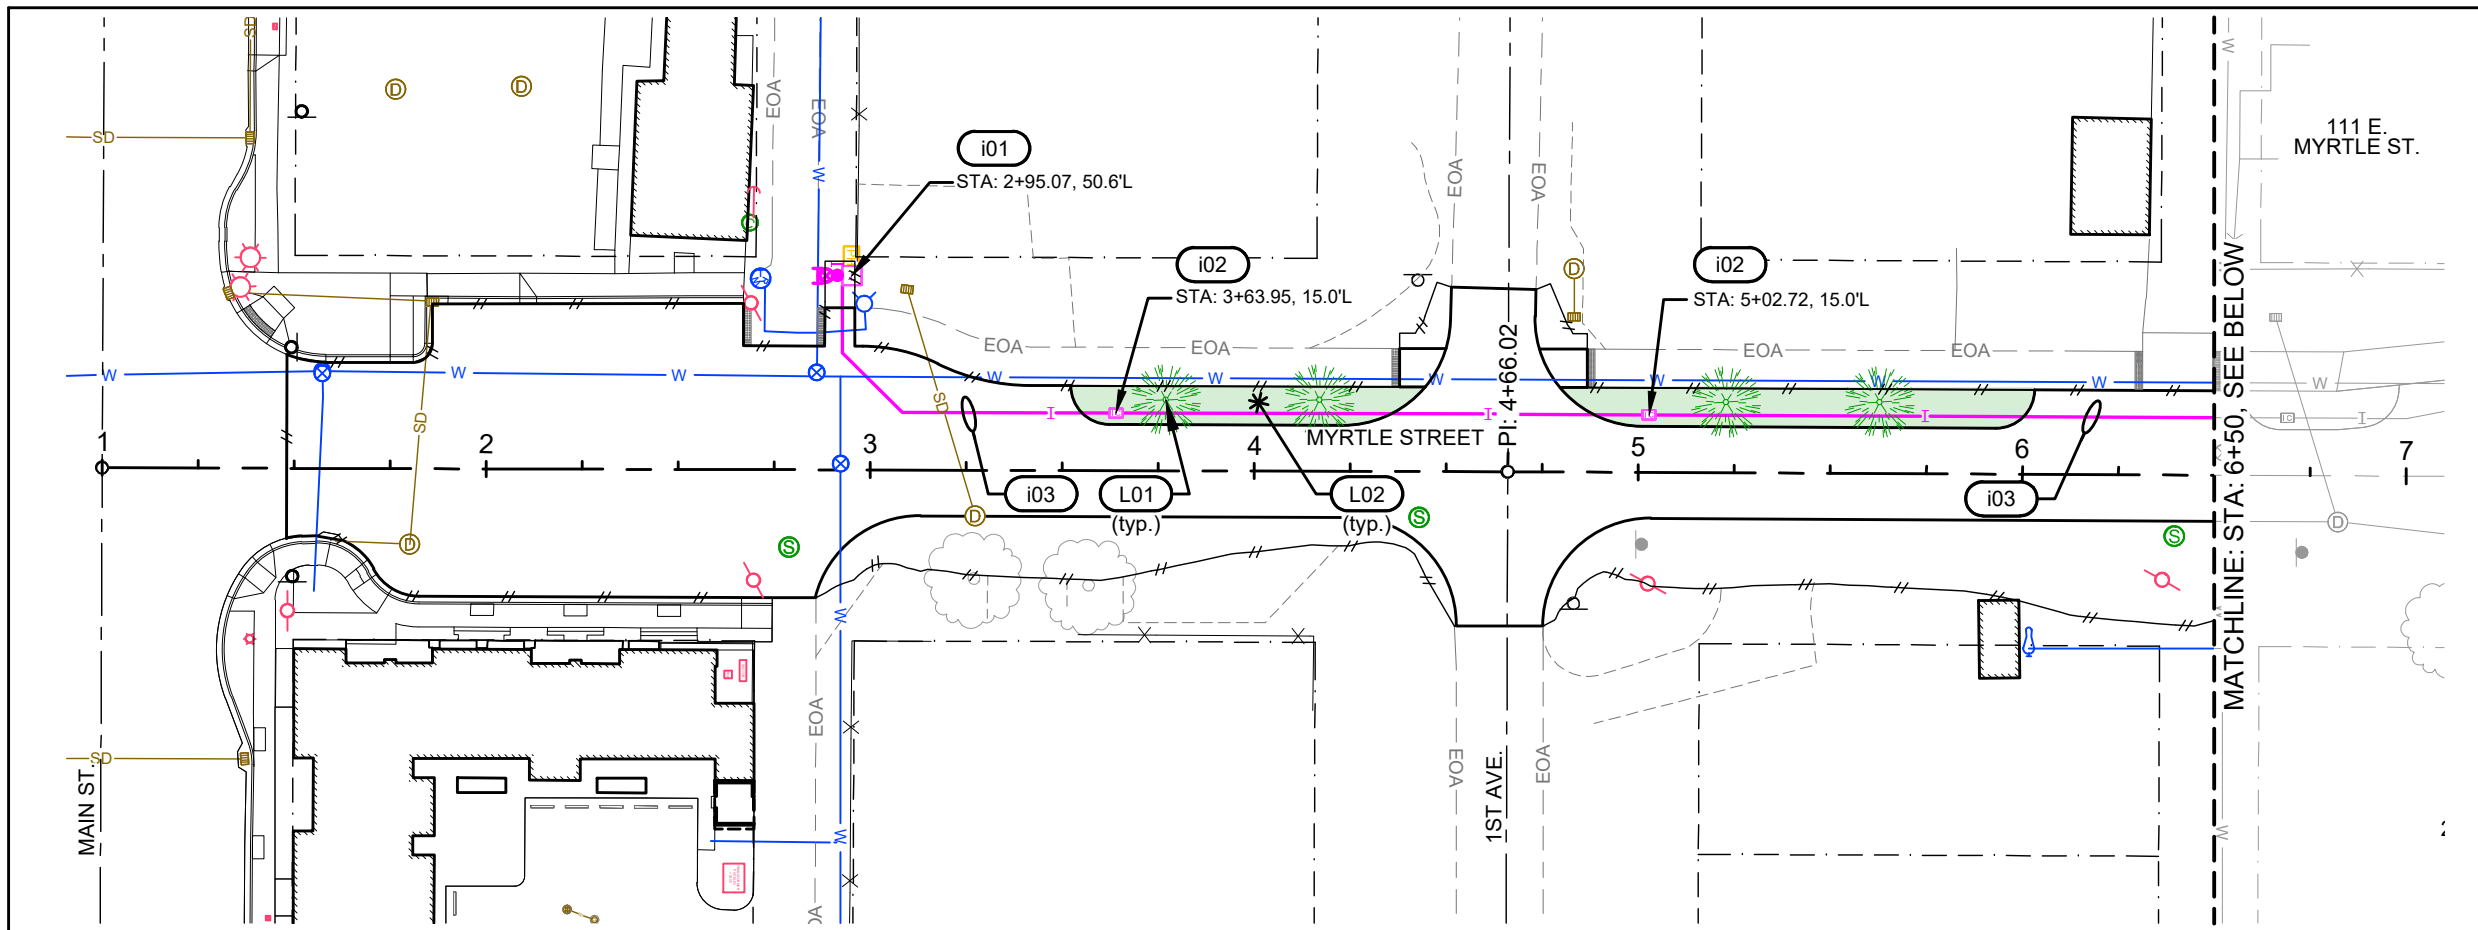 SD
EOA
EOA
W
111 E.
MYRTLE ST.
D
D
SD
i01
STA: 2+95.07, 50.6'L
EOA
EOA
W
C
i02
STA: 3+63.95, 15.0'L
D
i02
STA: 5+02.72, 15.0'L
EOA
EOA
EOA
EOA
W
W
W
W
W
W
W
W
W
W
SD
SD
I
I
I
I
MYRTLE STREET
PI: 4+66.02
MATCHLINE: STA: 6+50, SEE BELOW
1
2
3
4
5
6
7
i03
L01
(typ.)
L02
(typ.)
i03
D
D
D
S
S
S
W
EOA
EOA
EOA
W
W
SD
MAIN ST.
1ST AVE.